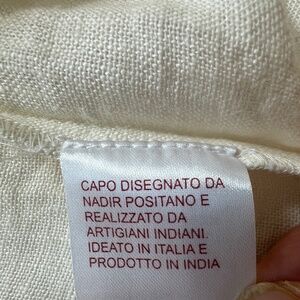 CAPO DISEGNATO DA
NADIR POSITANO E
REALIZZATO DA
ARTIGIANI INDIANI.
IDEATO IN ITALIA E
PRODOTTO IN INDIA